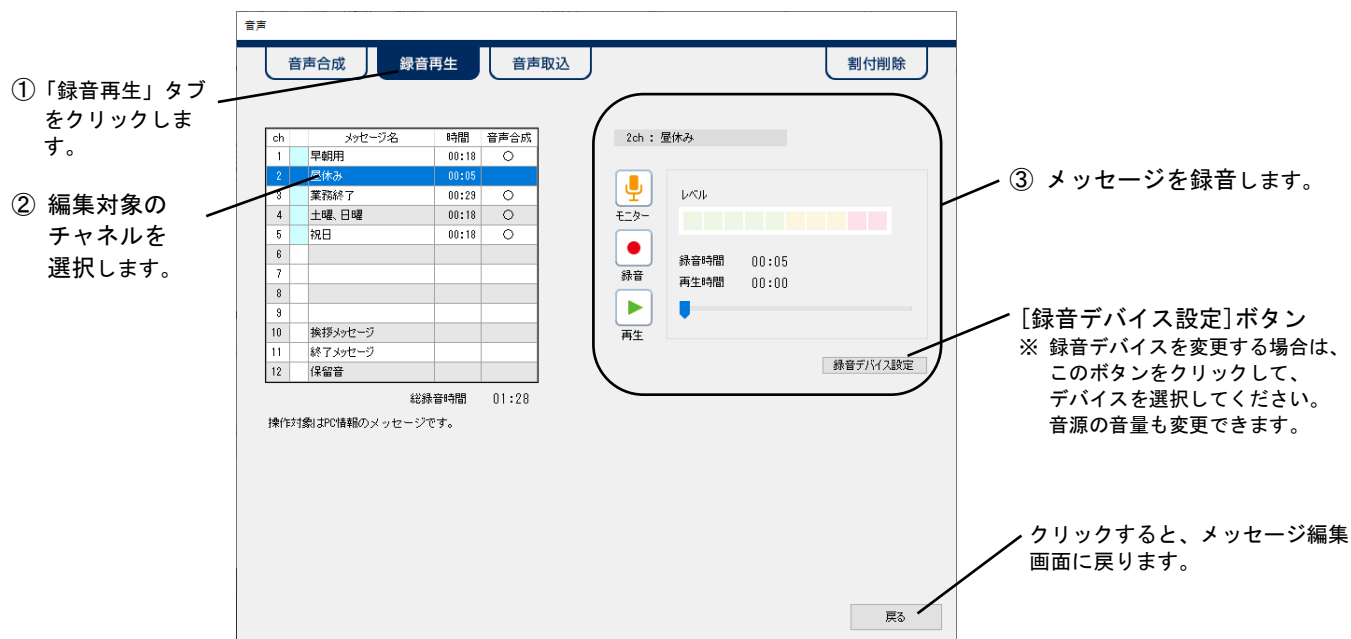 音声
音声合成 録音再生 音声取込 割付削除
①「録音再生」タブ
をクリックしま
す。
② 編集対象の
チャネルを
選択します。
ch メッセージ名 時間 音声合成
1 早朝用 00:18 ○
2 昼休み 00:05
3 業務終了 00:29 ○
4 土曜、日曜 00:18 ○
5 祝日 00:18 ○
6
7
8
9
10 挨拶メッセージ
11 終了メッセージ
12 保留音
総録音時間 01:28
操作対象はPC情報のメッセージです。
2ch : 昼休み
モニター
レベル
録音
録音時間 00:05
再生時間 00:00
再生
録音デバイス設定
③ メッセージを録音します。
[録音デバイス設定]ボタン
※ 録音デバイスを変更する場合は、
このボタンをクリックして、
デバイスを選択してください。
音源の音量も変更できます。
クリックすると、メッセージ編集
画面に戻ります。
戻る